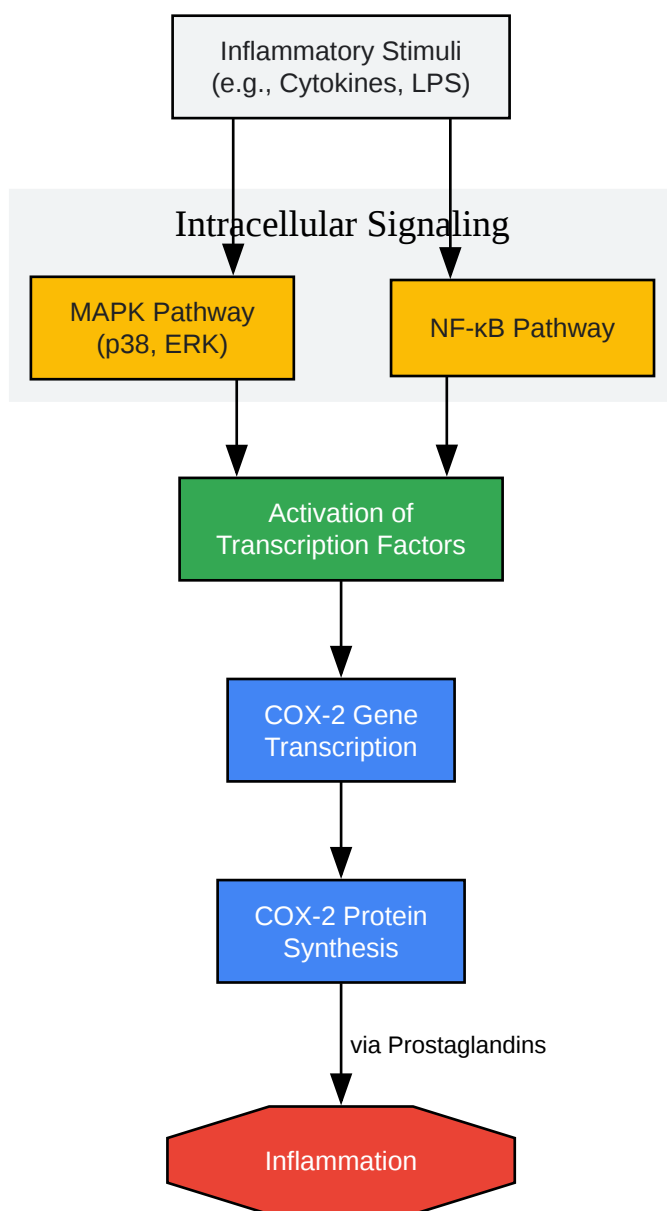 Inflammatory Stimuli
(e.g., Cytokines, LPS)
Intracellular Signaling
MAPK Pathway
(p38, ERK)
NF-κB Pathway
Activation of
Transcription Factors
COX-2 Gene
Transcription
COX-2 Protein
Synthesis
via Prostaglandins
Inflammation